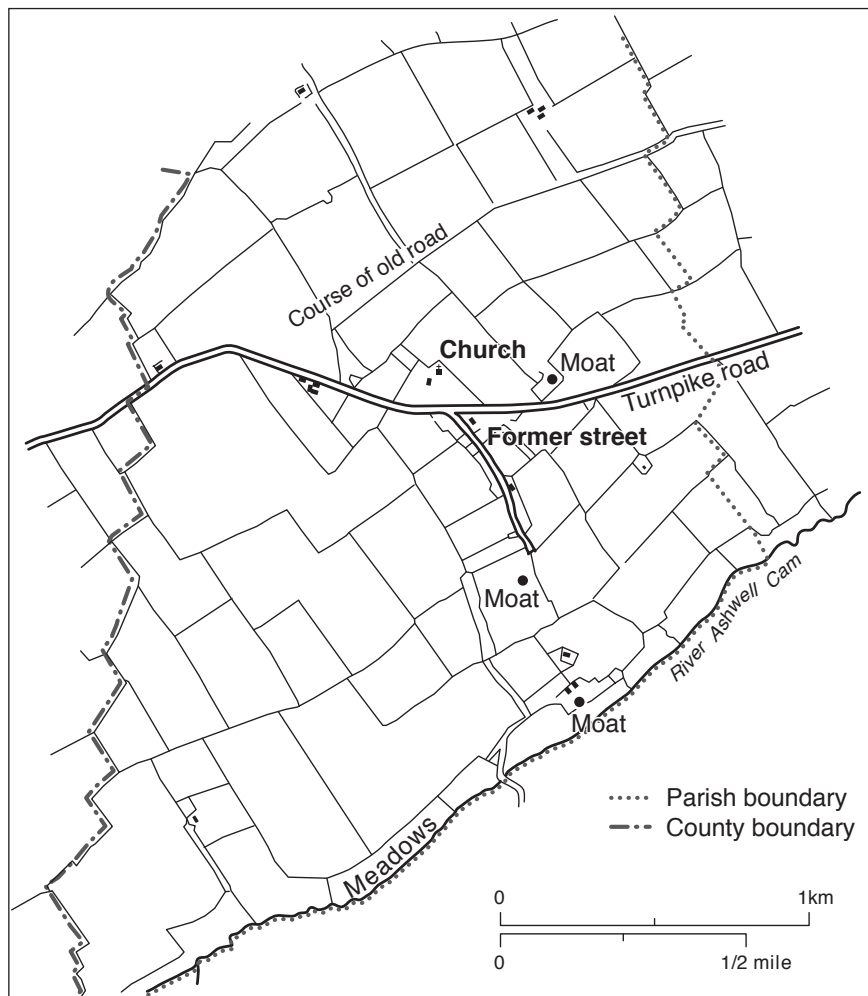 Course of old road
Church
Moat
Turnpike road
Former street
Moat
River Ashwell Cam
Moat
Meadows
Parish boundary
County boundary
0 1km
0 1/2 mile